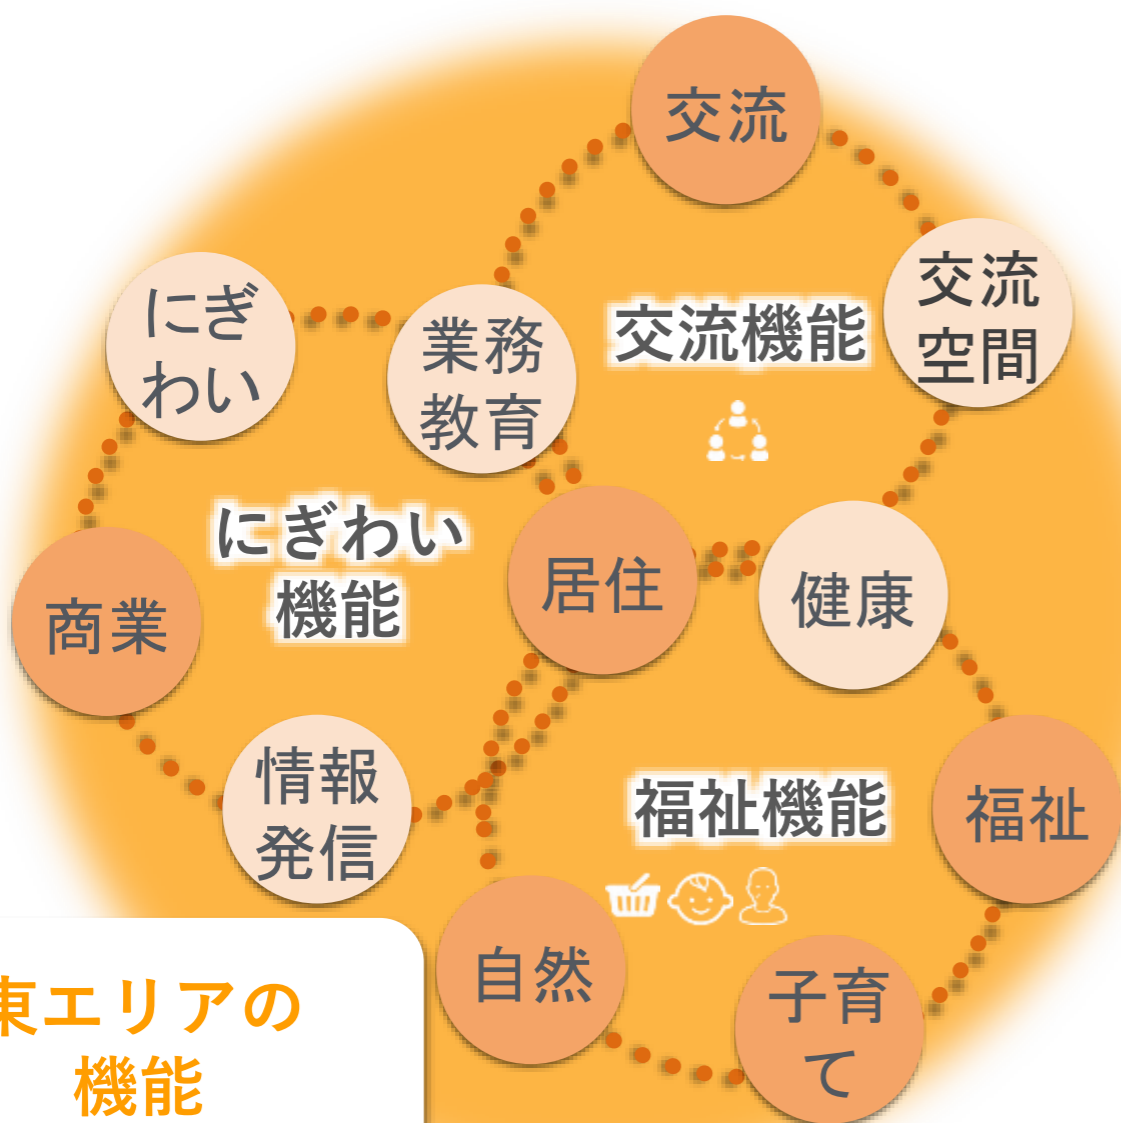 交流
交流
空間
にぎ
わい
業務
教育
交流機能
にぎわい
機能
居住
健康
商業
情報
発信
福祉機能
福祉
自然
子育
て
東エリアの
機能